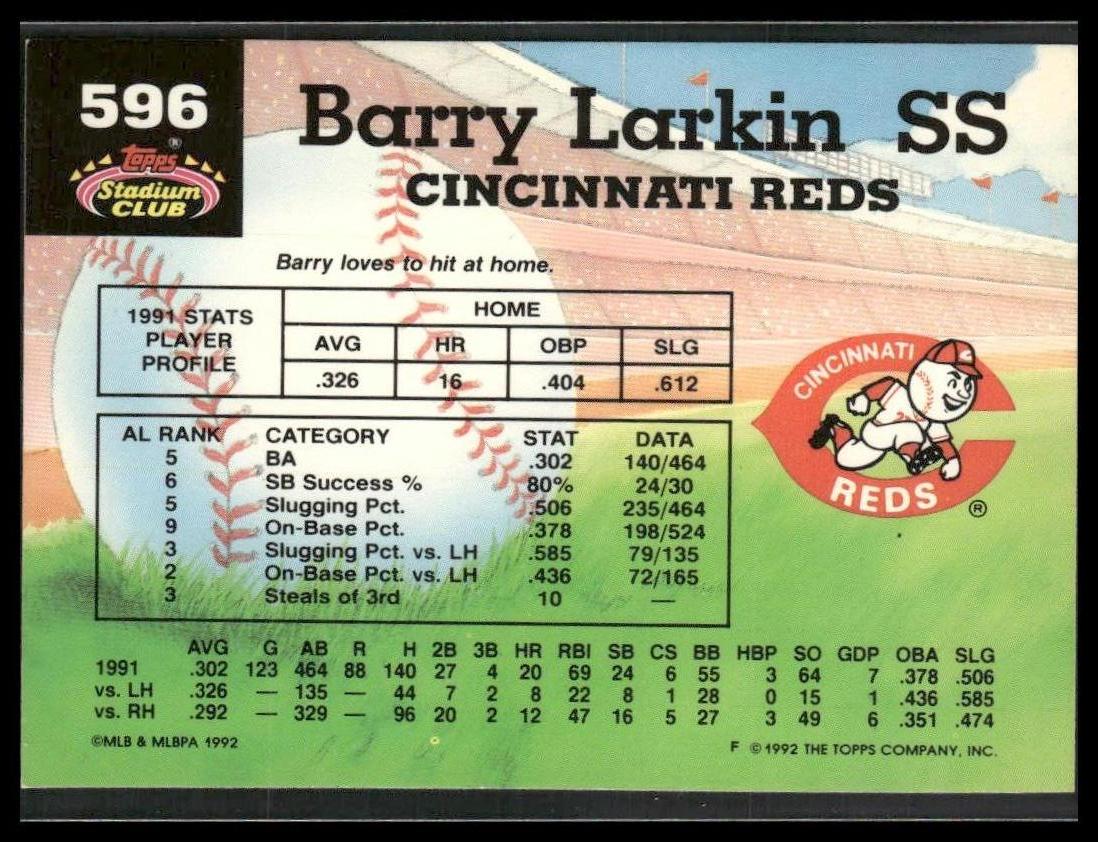 596
Topps ®
Stadium
CLUB
Barry Larkin SS
CINCINNATI REDS
Barry loves to hit at home.
1991 STATS
PLAYER
PROFILE
HOME
AVG HR OBP SLG
.326 16 .404 .612
AL RANK CATEGORY STAT DATA
5 BA .302 140/464
6 SB Success % 80% 24/30
5 Slugging Pct. .506 235/464
9 On-Base Pct. .378 198/524
3 Slugging Pct. vs. LH .585 79/135
2 On-Base Pct. vs. LH .436 72/165
3 Steals of 3rd 10 —
CINCINNATI
C
REDS
®
AVG G AB R H 2B 3B HR RBI SB CS BB HBP SO GDP OBA SLG
1991 .302 123 464 88 140 27 4 20 69 24 6 55 3 64 7 .378 .506
vs. LH .326 — 135 — 44 7 2 8 22 8 1 28 0 15 1 .436 .585
vs. RH .292 — 329 — 96 20 2 12 47 16 5 27 3 49 6 .351 .474
©MLB & MLBPA 1992
F ©1992 THE TOPPS COMPANY, INC.